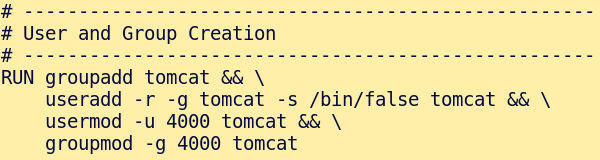 # ----------------------------------------------------
# User and Group Creation
# ----------------------------------------------------
RUN groupadd tomcat && \
    useradd -r -g tomcat -s /bin/false tomcat && \
    usermod -u 4000 tomcat && \
    groupmod -g 4000 tomcat